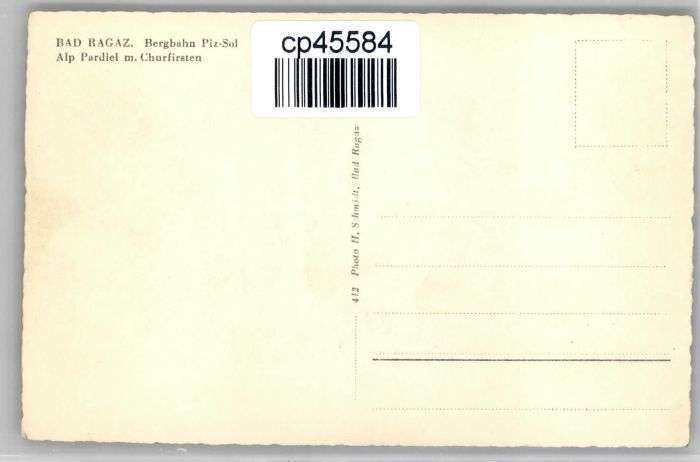 BAD RAGAZ. Bergbahn Piz-Sol
Alp Pardiel m. Churfirsten
cp45584
412 Photo H. Schmidt, Bad Ragaz